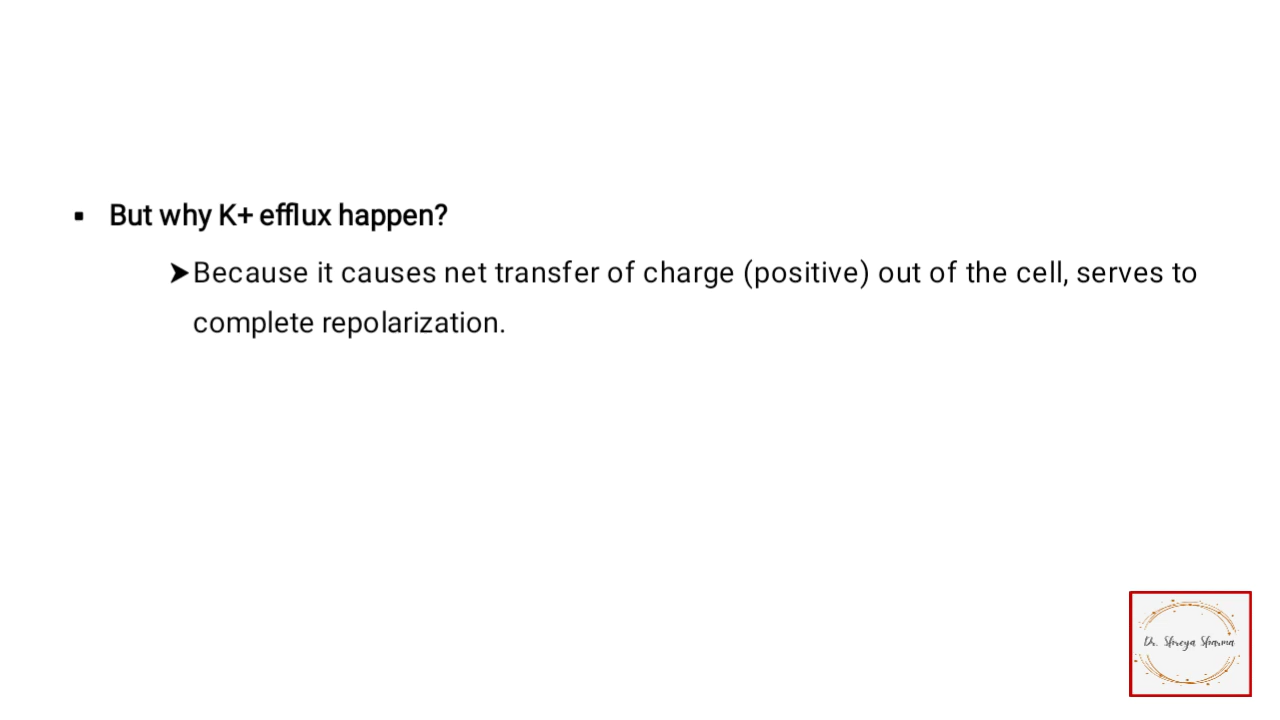 ▪ But why K+ efflux happen?
➤Because it causes net transfer of charge (positive) out of the cell, serves to
complete repolarization.
Dr. Shreya Sharma